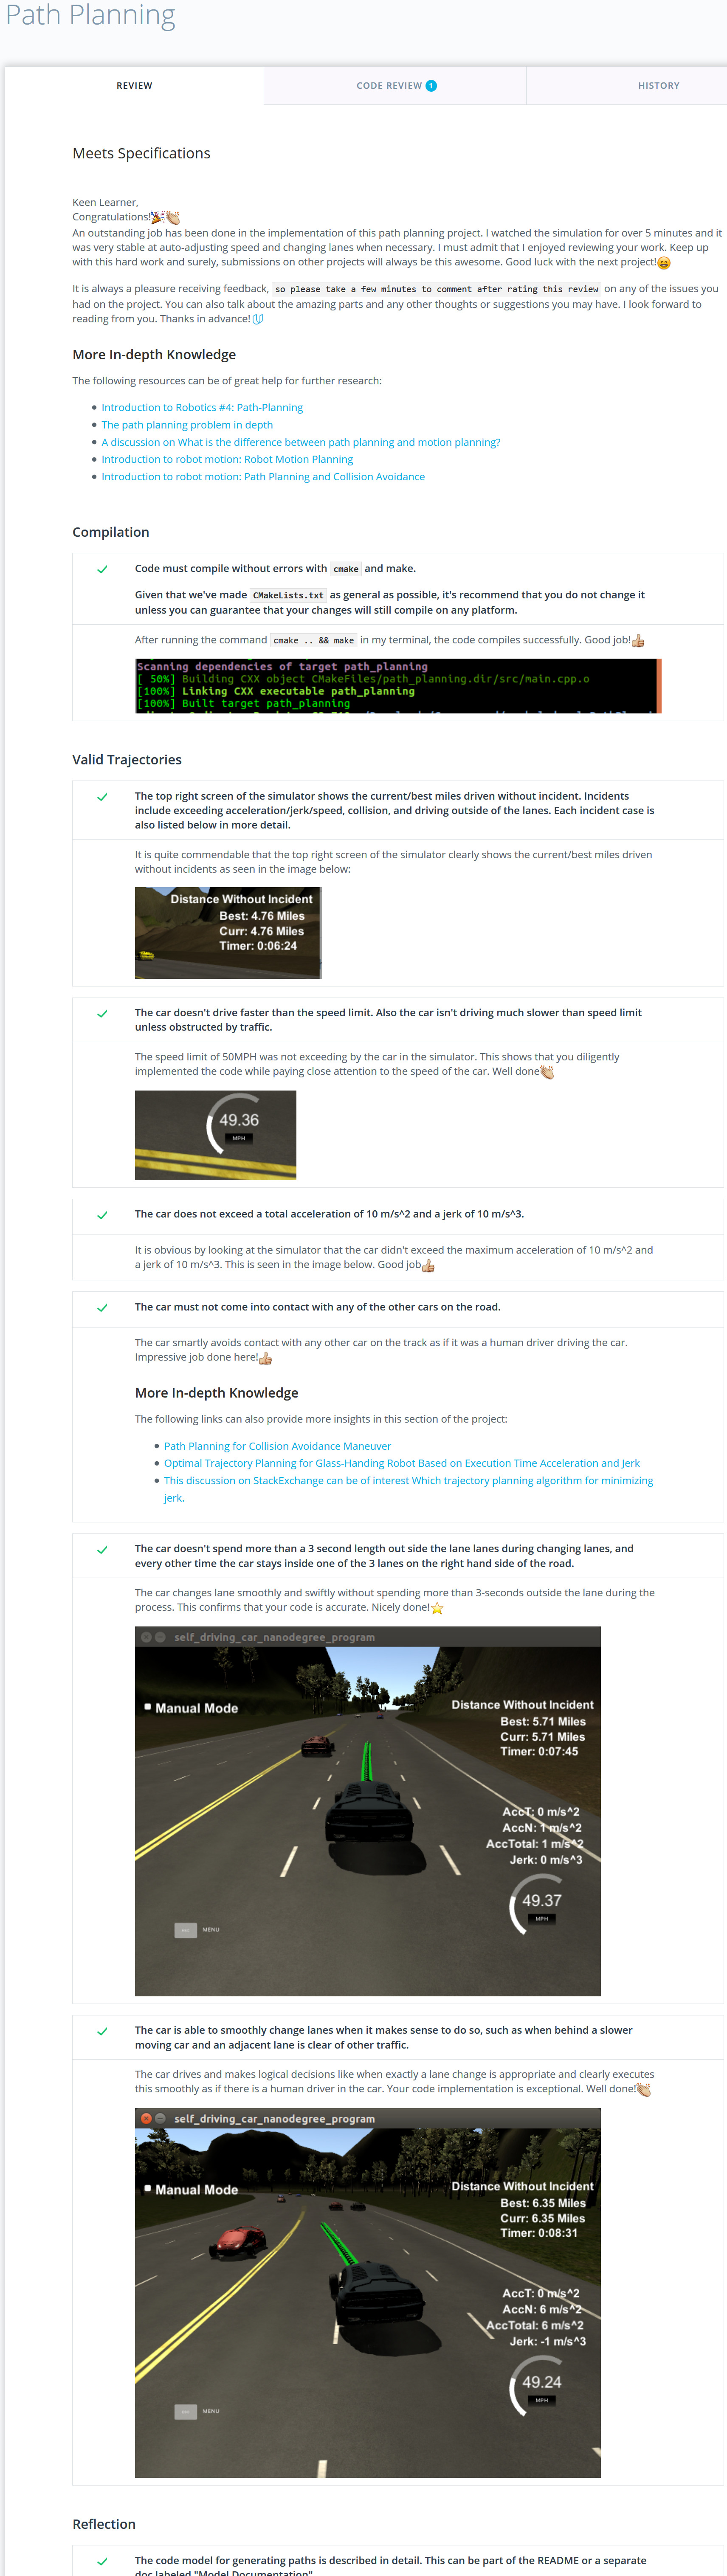 Path Planning
REVIEW
CODE REVIEW 1
HISTORY
Meets Specifications
Keen Learner,
Congratulations!
An outstanding job has been done in the implementation of this path planning project. I watched the simulation for over 5 minutes and it
was very stable at auto-adjusting speed and changing lanes when necessary. I must admit that I enjoyed reviewing your work. Keep up
with this hard work and surely, submissions on other projects will always be this awesome. Good luck with the next project!
It is always a pleasure receiving feedback, so please take a few minutes to comment after rating this review on any of the issues you
had on the project. You can also talk about the amazing parts and any other thoughts or suggestions you may have. I look forward to
reading from you. Thanks in advance!
More In-depth Knowledge
The following resources can be of great help for further research:
Introduction to Robotics #4: Path-Planning
The path planning problem in depth
A discussion on What is the difference between path planning and motion planning?
Introduction to robot motion: Robot Motion Planning
Introduction to robot motion: Path Planning and Collision Avoidance
Compilation
Code must compile without errors with cmake and make.
Given that we've made CMakeLists.txt as general as possible, it's recommend that you do not change it
unless you can guarantee that your changes will still compile on any platform.
After running the command cmake .. && make in my terminal, the code compiles successfully. Good job!
Scanning dependencies of target path_planning
[ 50%] Building CXX object CMakeFiles/path_planning.dir/src/main.cpp.o
[100%] Linking CXX executable path_planning
[100%] Built target path_planning
Valid Trajectories
The top right screen of the simulator shows the current/best miles driven without incident. Incidents
include exceeding acceleration/jerk/speed, collision, and driving outside of the lanes. Each incident case is
also listed below in more detail.
It is quite commendable that the top right screen of the simulator clearly shows the current/best miles driven
without incidents as seen in the image below:
Distance Without Incident
Best: 4.76 Miles
Curr: 4.76 Miles
Timer: 0:06:24
The car doesn't drive faster than the speed limit. Also the car isn't driving much slower than speed limit
unless obstructed by traffic.
The speed limit of 50MPH was not exceeding by the car in the simulator. This shows that you diligently
implemented the code while paying close attention to the speed of the car. Well done
49.36
MPH
The car does not exceed a total acceleration of 10 m/s^2 and a jerk of 10 m/s^3.
It is obvious by looking at the simulator that the car didn't exceed the maximum acceleration of 10 m/s^2 and
a jerk of 10 m/s^3. This is seen in the image below. Good job
The car must not come into contact with any of the other cars on the road.
The car smartly avoids contact with any other car on the track as if it was a human driver driving the car.
Impressive job done here!
More In-depth Knowledge
The following links can also provide more insights in this section of the project:
Path Planning for Collision Avoidance Maneuver
Optimal Trajectory Planning for Glass-Handing Robot Based on Execution Time Acceleration and Jerk
This discussion on StackExchange can be of interest Which trajectory planning algorithm for minimizing
jerk.
The car doesn't spend more than a 3 second length out side the lane lanes during changing lanes, and
every other time the car stays inside one of the 3 lanes on the right hand side of the road.
The car changes lane smoothly and swiftly without spending more than 3-seconds outside the lane during the
process. This confirms that your code is accurate. Nicely done!
self_driving_car_nanodegree_program
Manual Mode
Distance Without Incident
Best: 5.71 Miles
Curr: 5.71 Miles
Timer: 0:07:45
AccT: 0 m/s^2
AccN: 1 m/s^2
AccTotal: 1 m/s^2
Jerk: 0 m/s^3
49.37
MPH
MENU
The car is able to smoothly change lanes when it makes sense to do so, such as when behind a slower
moving car and an adjacent lane is clear of other traffic.
The car drives and makes logical decisions like when exactly a lane change is appropriate and clearly executes
this smoothly as if there is a human driver in the car. Your code implementation is exceptional. Well done!
self_driving_car_nanodegree_program
Manual Mode
Distance Without Incident
Best: 6.35 Miles
Curr: 6.35 Miles
Timer: 0:08:31
AccT: 0 m/s^2
AccN: 6 m/s^2
AccTotal: 6 m/s^2
Jerk: -1 m/s^3
49.24
MPH
MENU
Reflection
The code model for generating paths is described in detail. This can be part of the README or a separate
doc labeled "Model Documentation".